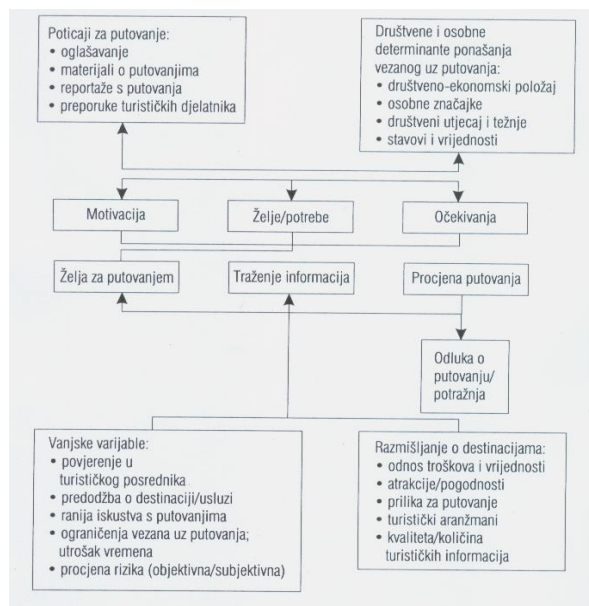 Poticaji za putovanje:
• oglašavanje
• materijali o putovanjima
• reportaže s putovanja
• preporuke turističkih djelatnika
Društvene i osobne
determinante ponašanja
vezanog uz putovanja:
• društveno-ekonomski položaj
• osobne značajke
• društveni utjecaj i težnje
• stavovi i vrijednosti
Motivacija
Želje/potrebe
Očekivanja
Želja za putovanjem
Traženje informacija
Procjena putovanja
Odluka o
putovanju/
potražnja
Vanjske varijable:
• povjerenje u
turističkog posrednika
• predodžba o destinaciji/usluzi
• ranija iskustva s putovanjima
• ograničenja vezana uz putovanja;
utrošak vremena
• procjena rizika (objektivna/subjektivna)
Razmišljanje o destinacijama:
• odnos troškova i vrijednosti
• atrakcije/pogodnosti
• prilika za putovanje
• turistički aranžmani
• kvaliteta/količina
turističkih informacija